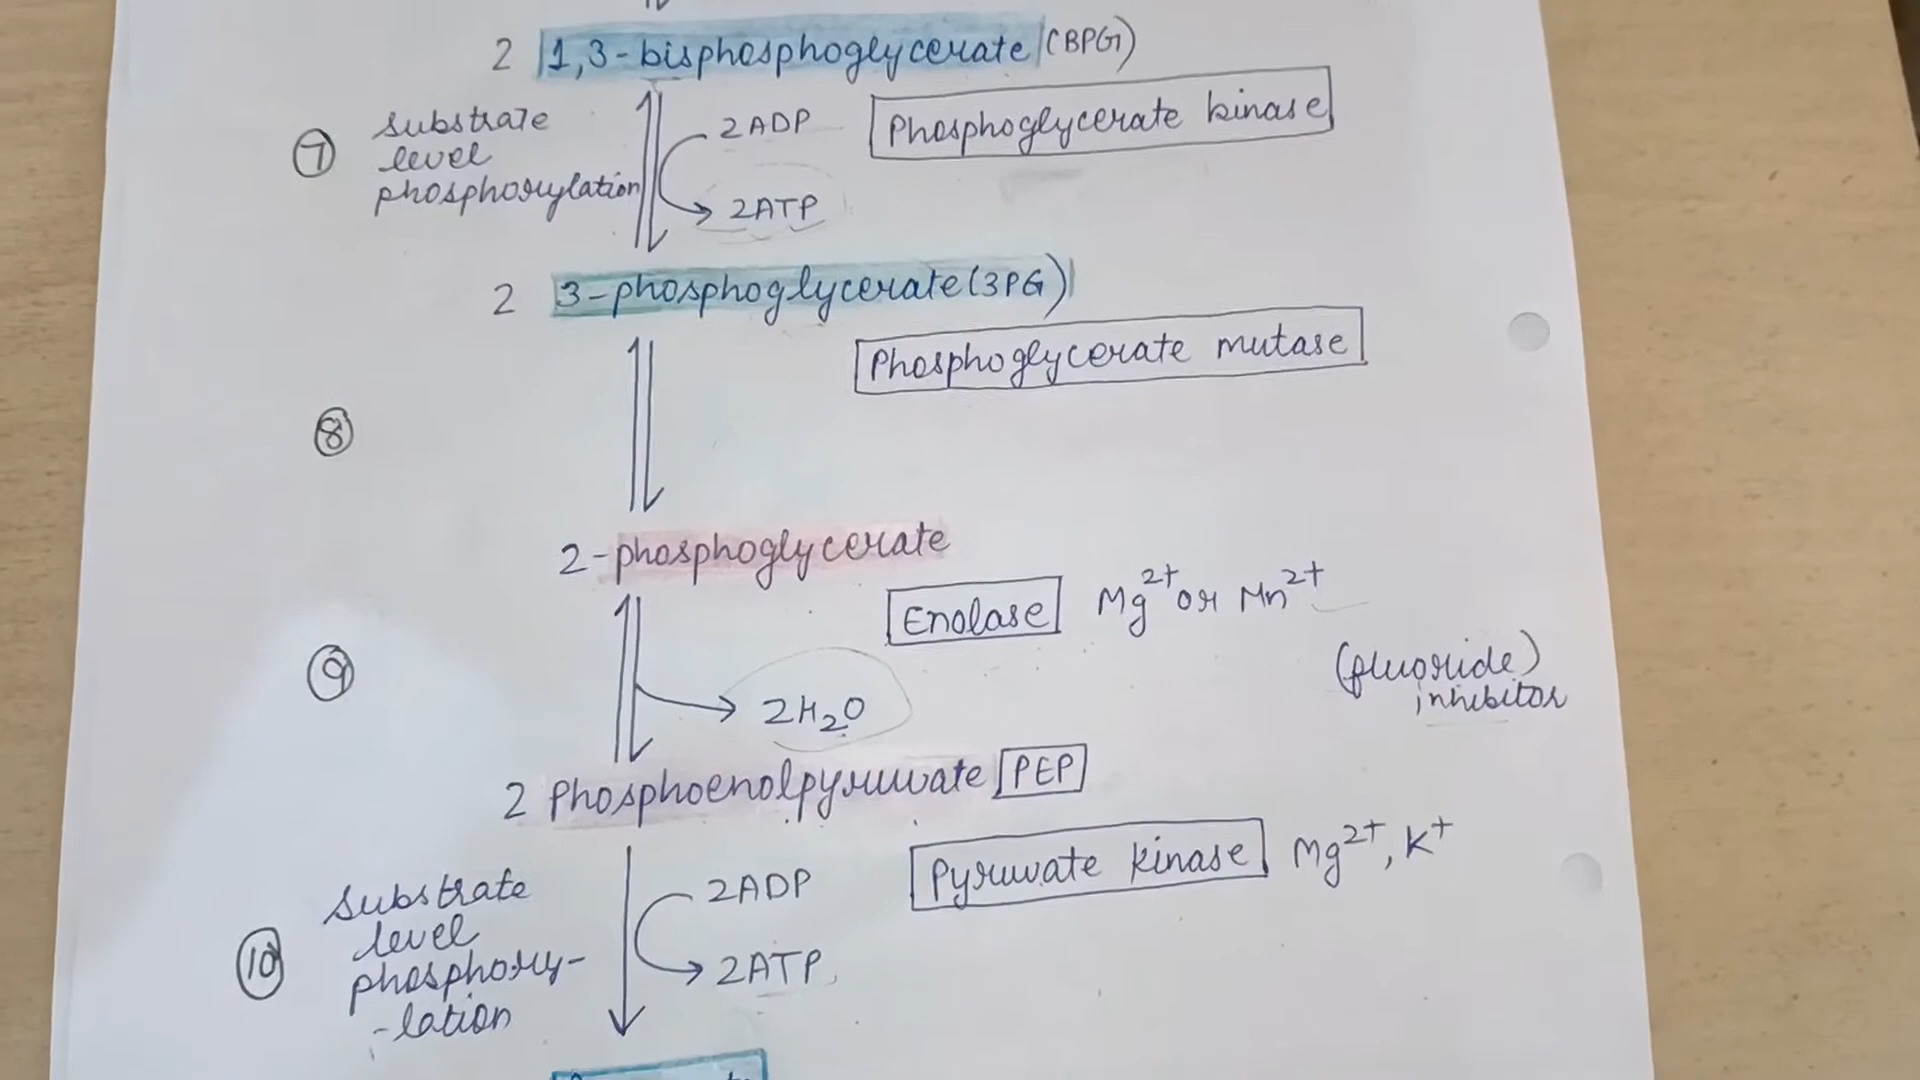 2 1,3-bisphosphoglycerate (BPG)
⑦ substrate level phosphorylation
2ADP
2ATP
Phosphoglycerate kinase
2 3-phosphoglycerate (3PG)
Phosphoglycerate mutase
⑧
2-phosphoglycerate
Enolase Mg2+ or Mn2+
(fluoride)
inhibitor
⑨
2H2O
2 Phosphoenolpyruvate PEP
Pyruvate kinase Mg2+, K+
⑩ Substrate
level
phosphory-
-lation
2ADP
2ATP